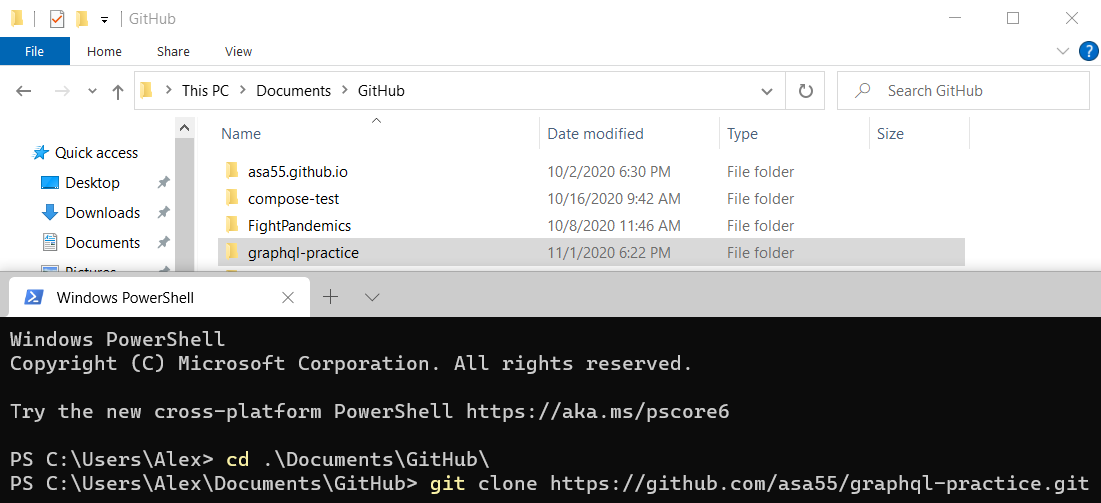 GitHub
File Home Share View
This PC Documents GitHub
Search GitHub
Name Date modified Type Size
Quick access
Desktop
Downloads
Documents
Pictures
asa55.github.io 10/2/2020 6:30 PM File folder
compose-test 10/16/2020 9:42 AM File folder
FightPandemics 10/8/2020 11:46 AM File folder
graphql-practice 11/1/2020 6:22 PM File folder
Windows PowerShell
Windows PowerShell
Copyright (C) Microsoft Corporation. All rights reserved.
Try the new cross-platform PowerShell https://aka.ms/pscore6
PS C:\Users\Alex> cd .\Documents\GitHub\
PS C:\Users\Alex\Documents\GitHub> git clone https://github.com/asa55/graphql-practice.git